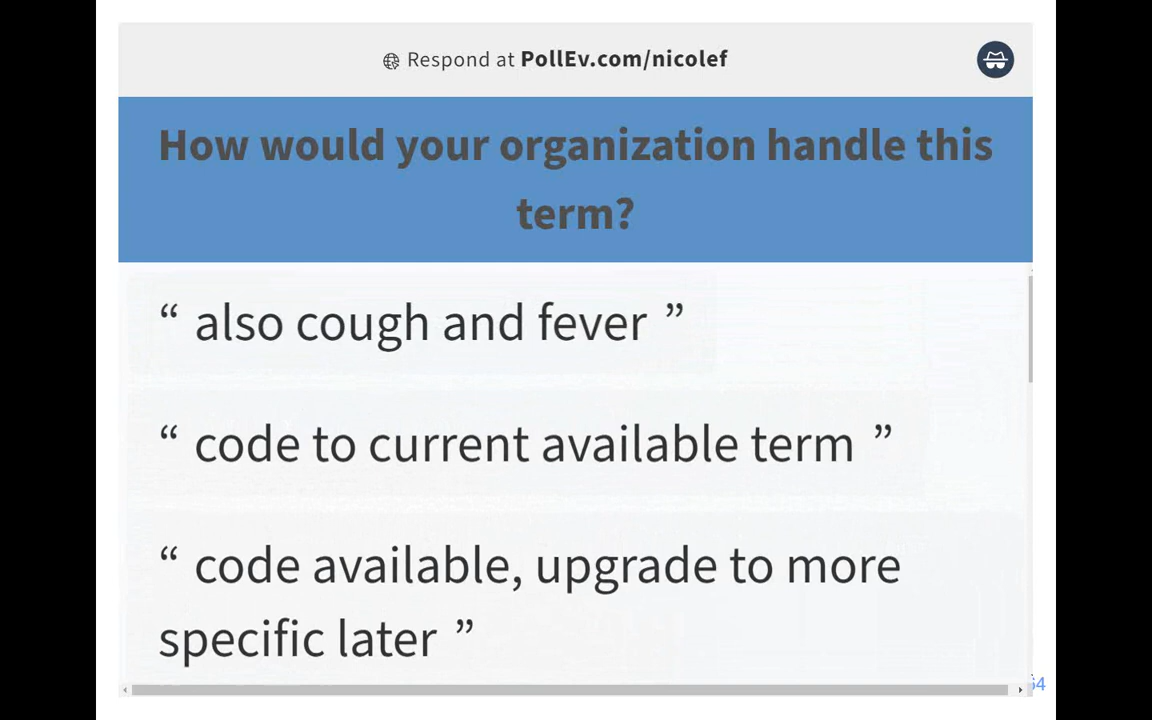 Respond at PollEv.com/nicolef
How would your organization handle this
term?
“ also cough and fever ”
“ code to current available term ”
“ code available, upgrade to more
specific later ”